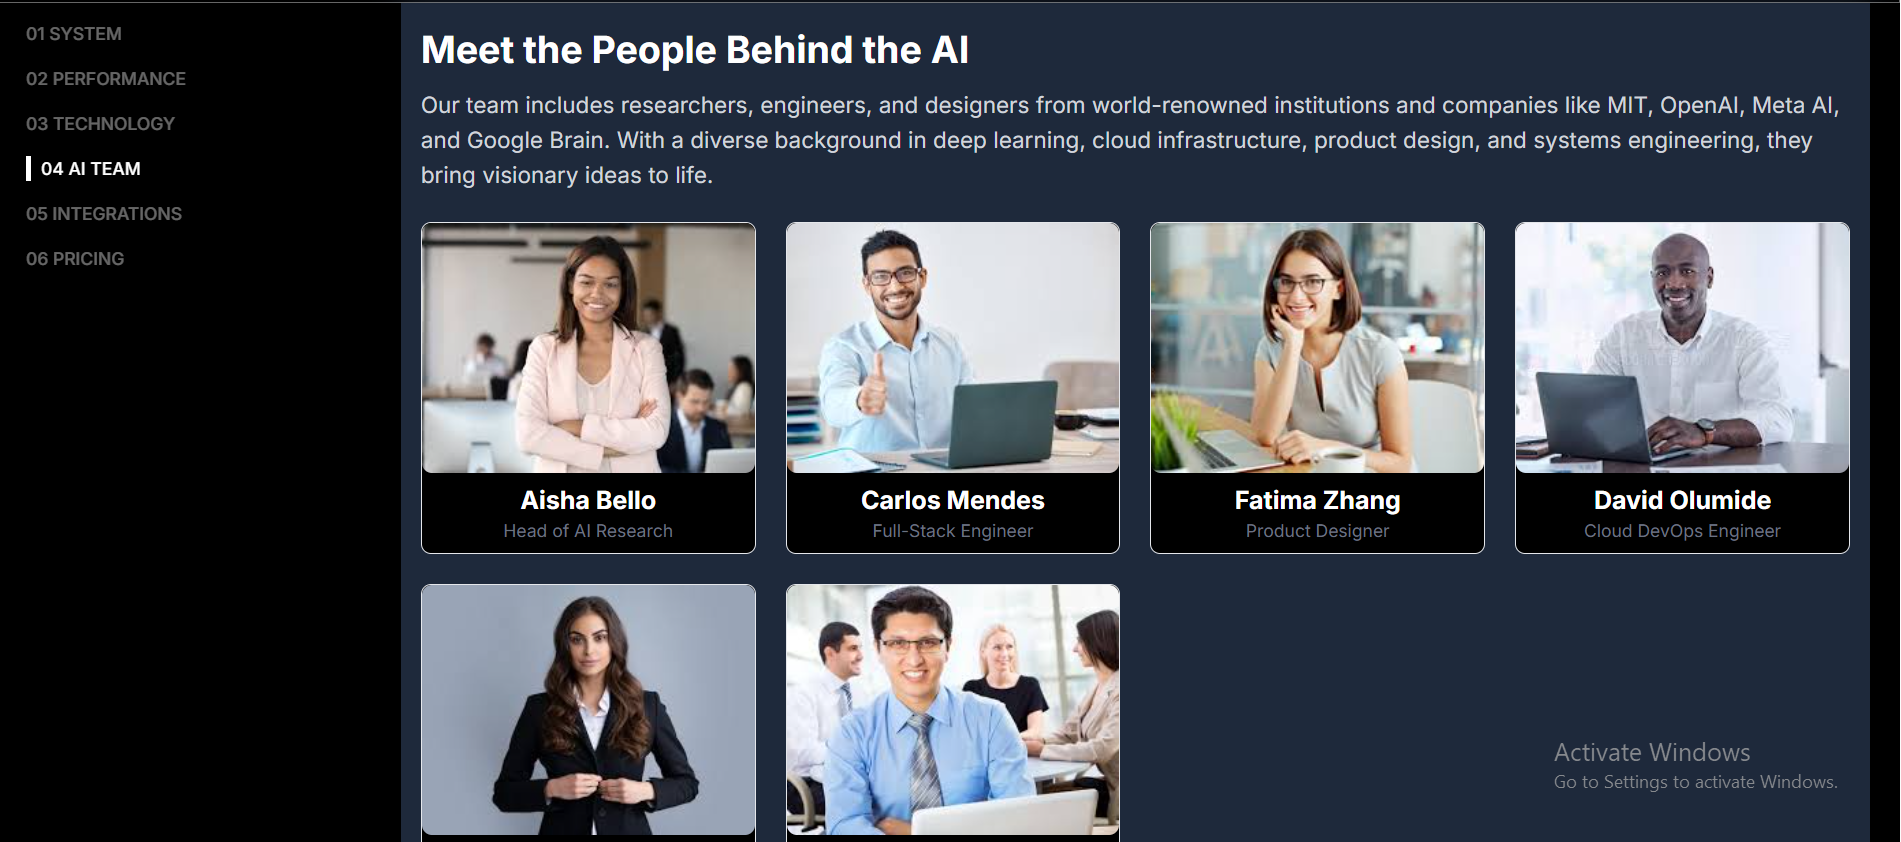 01 SYSTEM
02 PERFORMANCE
03 TECHNOLOGY
04 AI TEAM
05 INTEGRATIONS
06 PRICING
Meet the People Behind the AI
Our team includes researchers, engineers, and designers from world-renowned institutions and companies like MIT, OpenAI, Meta AI,
and Google Brain. With a diverse background in deep learning, cloud infrastructure, product design, and systems engineering, they
bring visionary ideas to life.
Aisha Bello
Head of AI Research
Carlos Mendes
Full-Stack Engineer
Fatima Zhang
Product Designer
David Olumide
Cloud DevOps Engineer
Activate Windows
Go to Settings to activate Windows.